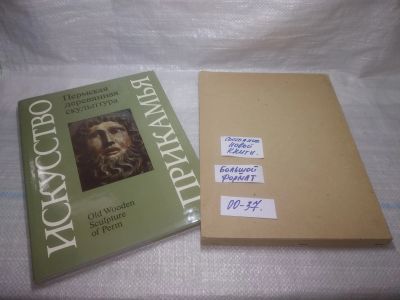 ИСКУССТВО
ПРИКАМЬЯ
Пермская
деревянная
скульптура
Old Wooden
Sculpture
of Perm
СОСТОЯНИЕ
НОВОЙ
КНИГИ.
БОЛЬШОЙ
ФОРМАТ
00-37.